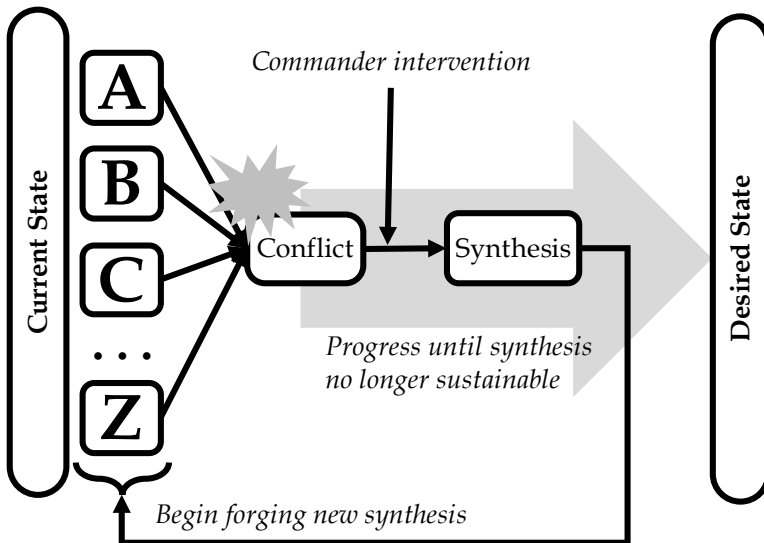 Current State
A
B
C
. . .
Z
Commander intervention
Conflict
Synthesis
Progress until synthesis
no longer sustainable
Begin forging new synthesis
Desired State